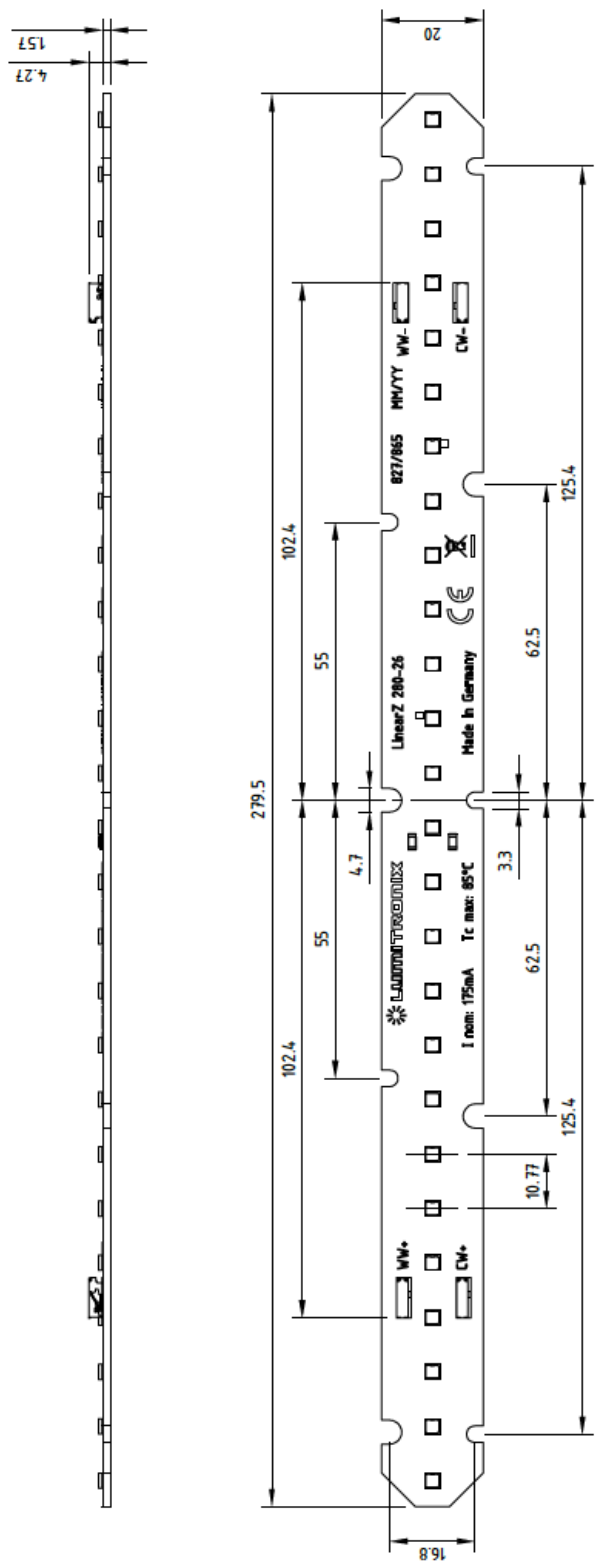 1.57
4.27
20
279.5
102.4
102.4
55
55
4.7
LUMITRONIX
LinearZ 280-26
827/865
MM/YY
WW+
WW-
CW+
CW-
I nom: 175mA
Tc max: 85°C
Made in Germany
CE
3.3
62.5
62.5
10.77
125.4
125.4
16.8